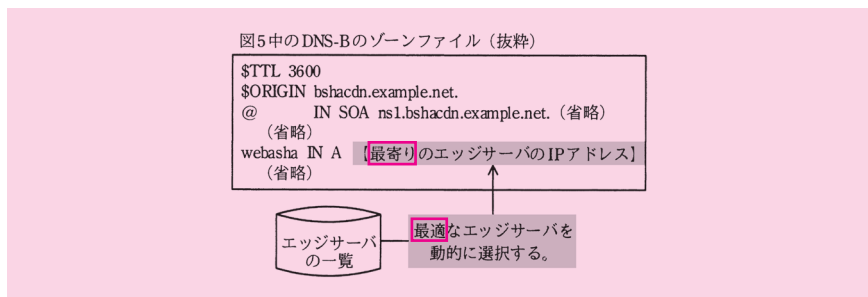 図5中のDNS-Bのゾーンファイル（抜粋）
$TTL 3600
$ORIGIN bshacdn.example.net.
@ IN SOA ns1.bshacdn.example.net.（省略）
（省略）
webasha IN A 【最寄りのエッジサーバのIPアドレス】
（省略）
エッジサーバ
の一覧
最適なエッジサーバを
動的に選択する。